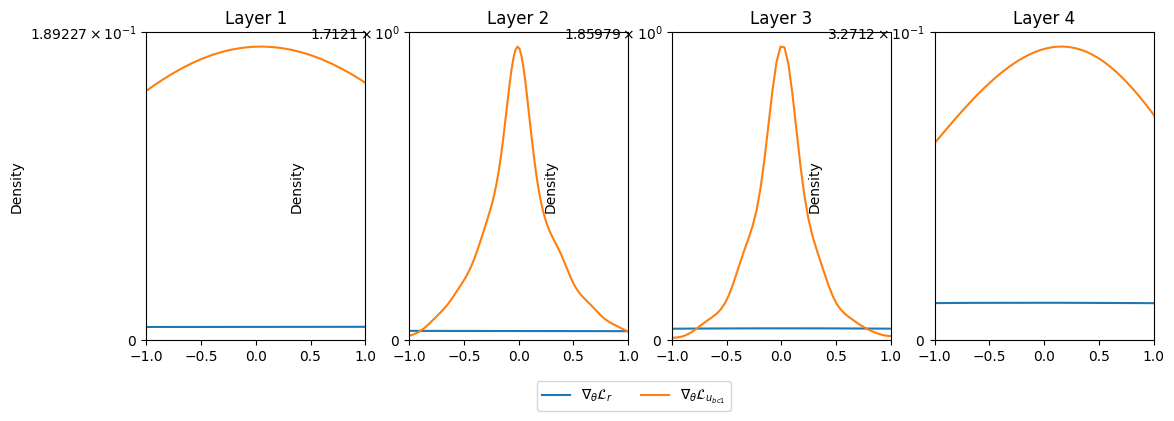 Layer 1
Layer 2
Layer 3
Layer 4
1.89227 × 10⁻¹
1.7121 × 10⁰
1.85979 × 10⁰
3.2712 × 10⁻¹
Density
Density
Density
Density
0
0
0
0
−1.0 −0.5 0.0 0.5 1.0
−1.0 −0.5 0.0 0.5 1.0
−1.0 −0.5 0.0 0.5 1.0
−1.0 −0.5 0.0 0.5 1.0
∇θℒr
∇θℒu_bc1